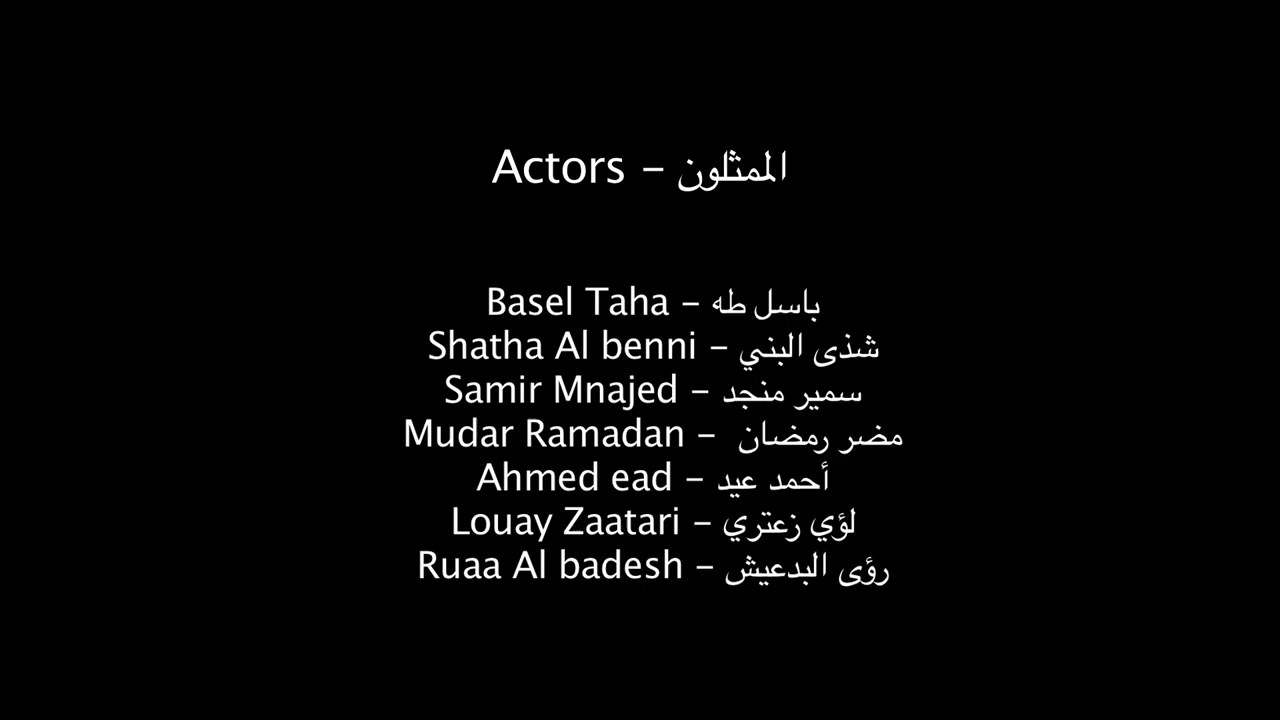 Actors - الممثلون
Basel Taha - باسل طه
Shatha Al benni - شذى البني
Samir Mnajed - سمير منجد
Mudar Ramadan - مضر رمضان
Ahmed ead - أحمد عيد
Louay Zaatari - لؤي زعتري
Ruaa Al badesh - رؤى البدعيش